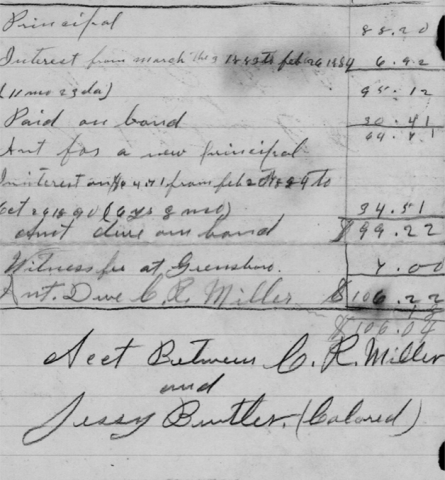 Principal 88.20
Interest from march the 3 1883 to feb 26 1884 6.92
(11 mos 23 da) 95.12
Paid on bond 30.41
Amt for a new principal 64.71
Interest on 64.71 from feb 26 1884 to
Oct 29 1890 (6 ys 8 mos) 34.51
Amt due on bond $99.22
Witness fee at Greensboro. 7.00
Amt. Due C. R. Miller $106.22
$106.04
Acct Between C. R. Miller
and
Jessy Buttler. (Colored)